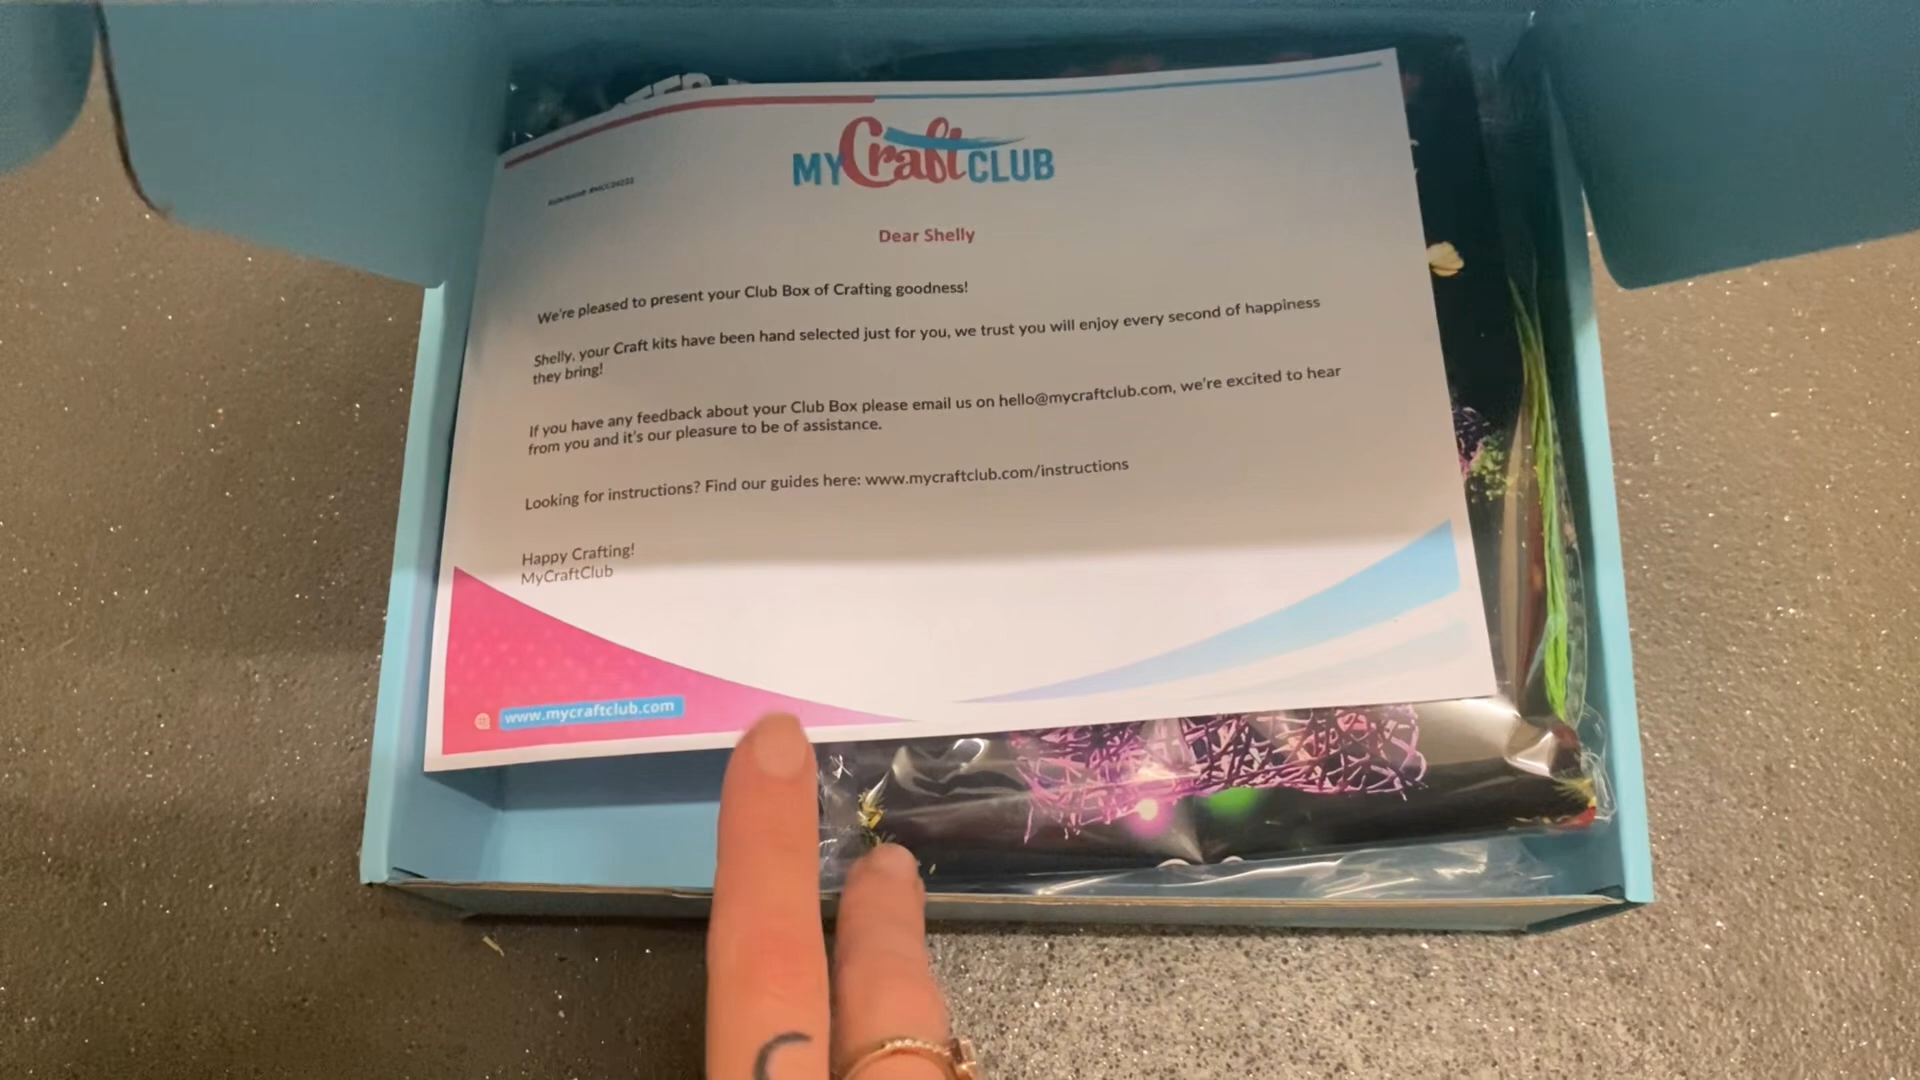 MY Craft CLUB
Dear Shelly
We're pleased to present your Club Box of Crafting goodness!
Shelly, your Craft kits have been hand selected just for you, we trust you will enjoy every second of happiness
they bring!
If you have any feedback about your Club Box please email us on hello@mycraftclub.com, we're excited to hear
from you and it's our pleasure to be of assistance.
Looking for instructions? Find our guides here: www.mycraftclub.com/instructions
Happy Crafting!
MyCraftClub
www.mycraftclub.com